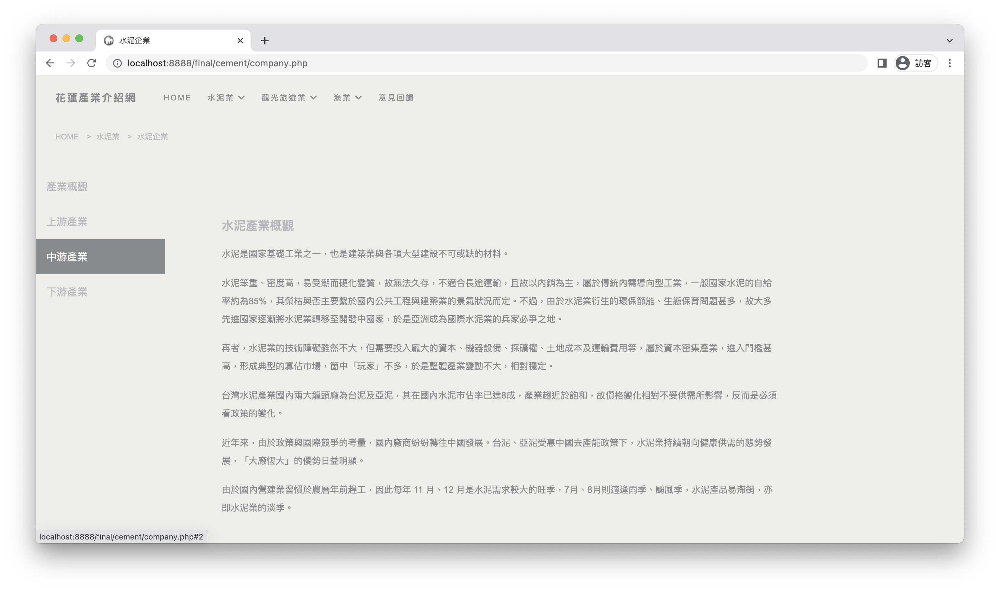 水泥企業
localhost:8888/final/cement/company.php
訪客
花蓮產業介紹網 HOME 水泥業 觀光旅遊業 漁業 意見回饋
HOME > 水泥業 > 水泥企業
產業概觀
上游產業
中游產業
下游產業
水泥產業概觀
水泥是國家基礎工業之一，也是建築業與各項大型建設不可或缺的材料。
水泥笨重、密度高，易受潮而硬化變質，故無法久存，不適合長途運輸，且故以內銷為主，屬於傳統內需導向型工業，一般國家水泥的自給
率約為85%，其榮枯與否主要繫於國內公共工程與建築業的景氣狀況而定。不過，由於水泥業衍生的環保節能、生態保育問題甚多，故大多
先進國家逐漸將水泥業轉移至開發中國家，於是亞洲成為國際水泥業的兵家必爭之地。
再者，水泥業的技術障礙雖然不大，但需要投入龐大的資本、機器設備、採礦權、土地成本及運輸費用等，屬於資本密集產業，進入門檻甚
高，形成典型的寡佔市場，箇中「玩家」不多，於是整體產業變動不大，相對穩定。
台灣水泥產業國內兩大龍頭廠為台泥及亞泥，其在國內水泥市佔率已達8成，產業趨近於飽和，故價格變化相對不受供需所影響，反而是必須
看政策的變化。
近年來，由於政策與國際競爭的考量，國內廠商紛紛轉往中國發展。台泥、亞泥受惠中國去產能政策下，水泥業持續朝向健康供需的態勢發
展，「大廠恆大」的優勢日益明顯。
由於國內營建業習慣於農曆年前趕工，因此每年 11 月、12 月是水泥需求較大的旺季，7月、8月則適逢雨季、颱風季，水泥產品易滯銷，亦
即水泥業的淡季。
localhost:8888/final/cement/company.php#2